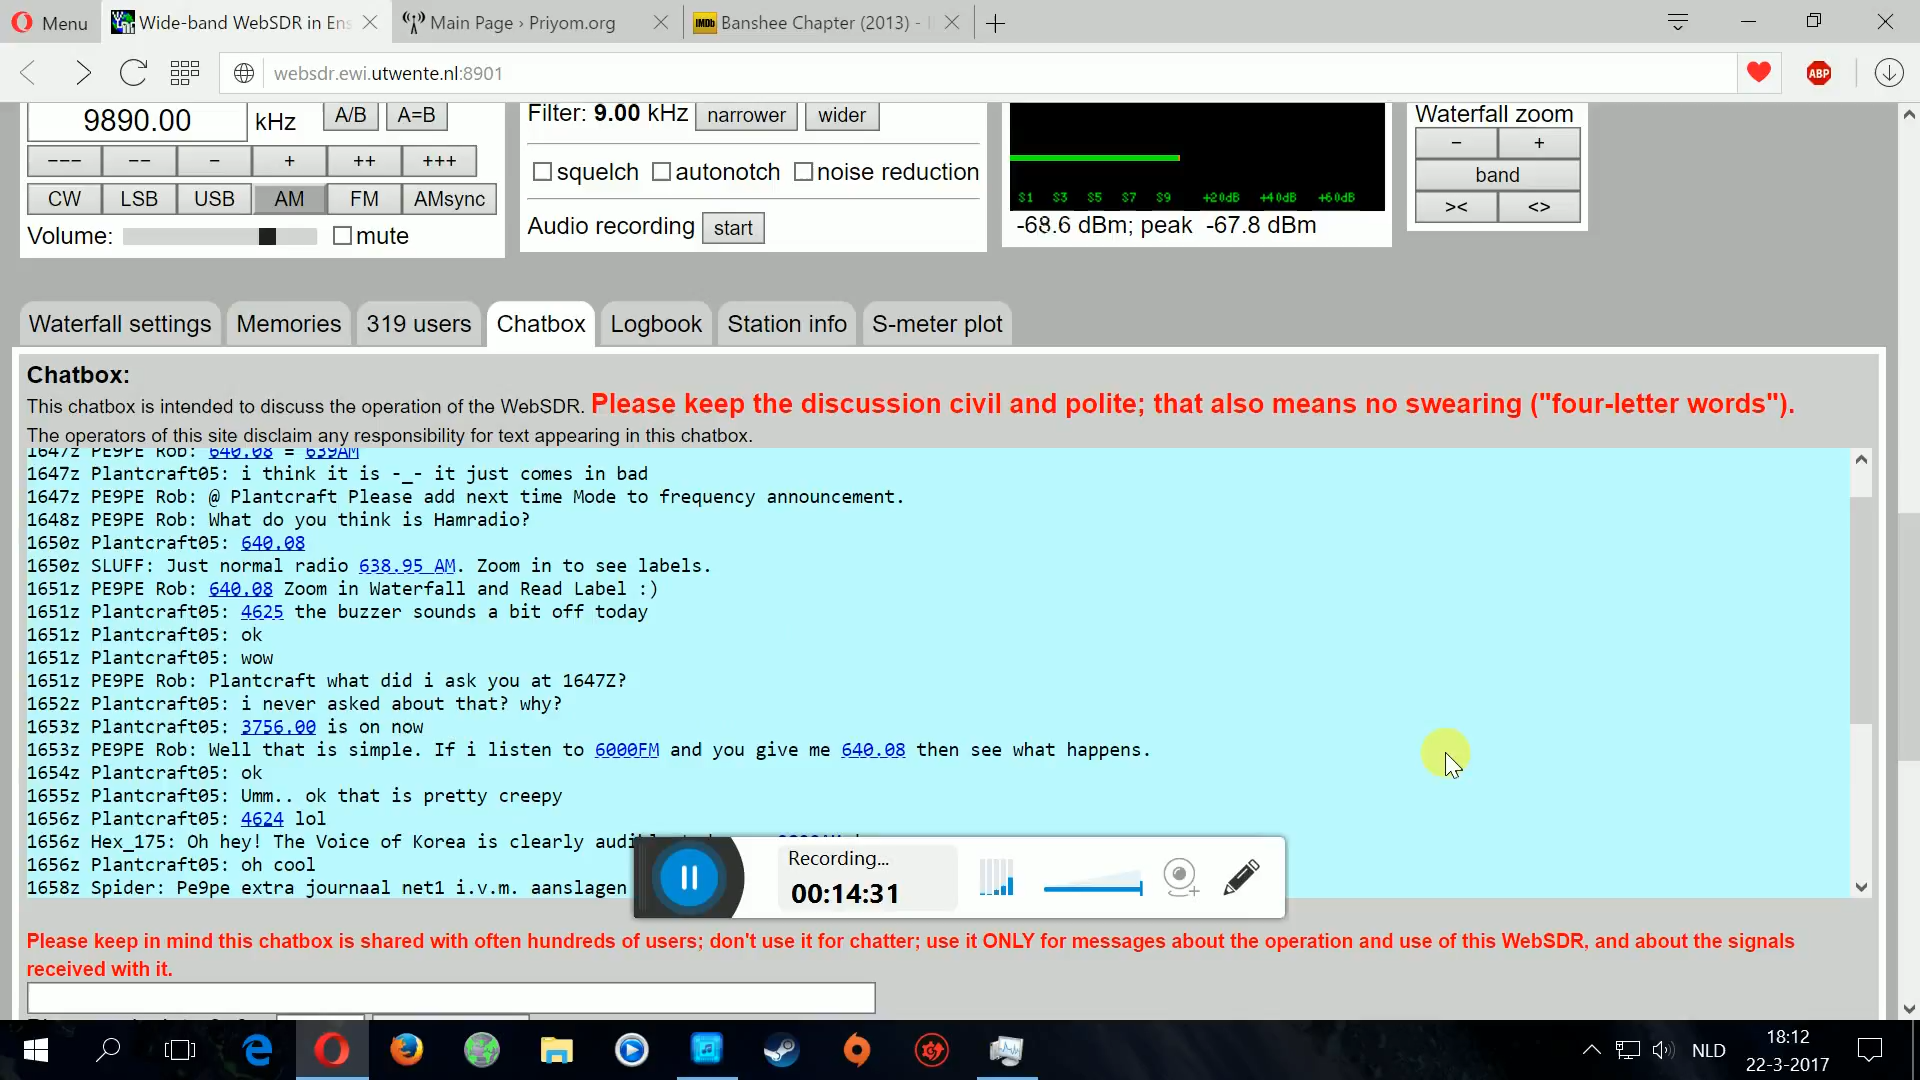 Menu
Wide-band WebSDR in Ens
Main Page › Priyom.org
IMDb Banshee Chapter (2013) -
websdr.ewi.utwente.nl:8901
ABP
9890.00 kHz A/B A=B
--- -- - + ++ +++
CW LSB USB AM FM AMsync
Volume: mute
Filter: 9.00 kHz narrower wider
squelch autonotch noise reduction
Audio recording start
S1 S3 S5 S7 S9 +20dB +40dB +60dB
-68.6 dBm; peak -67.8 dBm
Waterfall zoom
- +
band
>< <>
Waterfall settings Memories 319 users Chatbox Logbook Station info S-meter plot
Chatbox:
This chatbox is intended to discuss the operation of the WebSDR. Please keep the discussion civil and polite; that also means no swearing ("four-letter words").
The operators of this site disclaim any responsibility for text appearing in this chatbox.
1647z PE9PE Rob: 640.08 = 639AM
1647z Plantcraft05: i think it is -_- it just comes in bad
1647z PE9PE Rob: @ Plantcraft Please add next time Mode to frequency announcement.
1648z PE9PE Rob: What do you think is Hamradio?
1650z Plantcraft05: 640.08
1650z SLUFF: Just normal radio 638.95 AM. Zoom in to see labels.
1651z PE9PE Rob: 640.08 Zoom in Waterfall and Read Label :)
1651z Plantcraft05: 4625 the buzzer sounds a bit off today
1651z Plantcraft05: ok
1651z Plantcraft05: wow
1651z PE9PE Rob: Plantcraft what did i ask you at 1647Z?
1652z Plantcraft05: i never asked about that? why?
1653z Plantcraft05: 3756.00 is on now
1653z PE9PE Rob: Well that is simple. If i listen to 6000FM and you give me 640.08 then see what happens.
1654z Plantcraft05: ok
1655z Plantcraft05: Umm.. ok that is pretty creepy
1656z Plantcraft05: 4624 lol
1656z Hex_175: Oh hey! The Voice of Korea is clearly
1656z Plantcraft05: oh cool
1658z Spider: Pe9pe extra journaal net1 i.v.m. aanslagen
Recording...
00:14:31
Please keep in mind this chatbox is shared with often hundreds of users; don't use it for chatter; use it ONLY for messages about the operation and use of this WebSDR, and about the signals
received with it.
NLD
18:12
22-3-2017